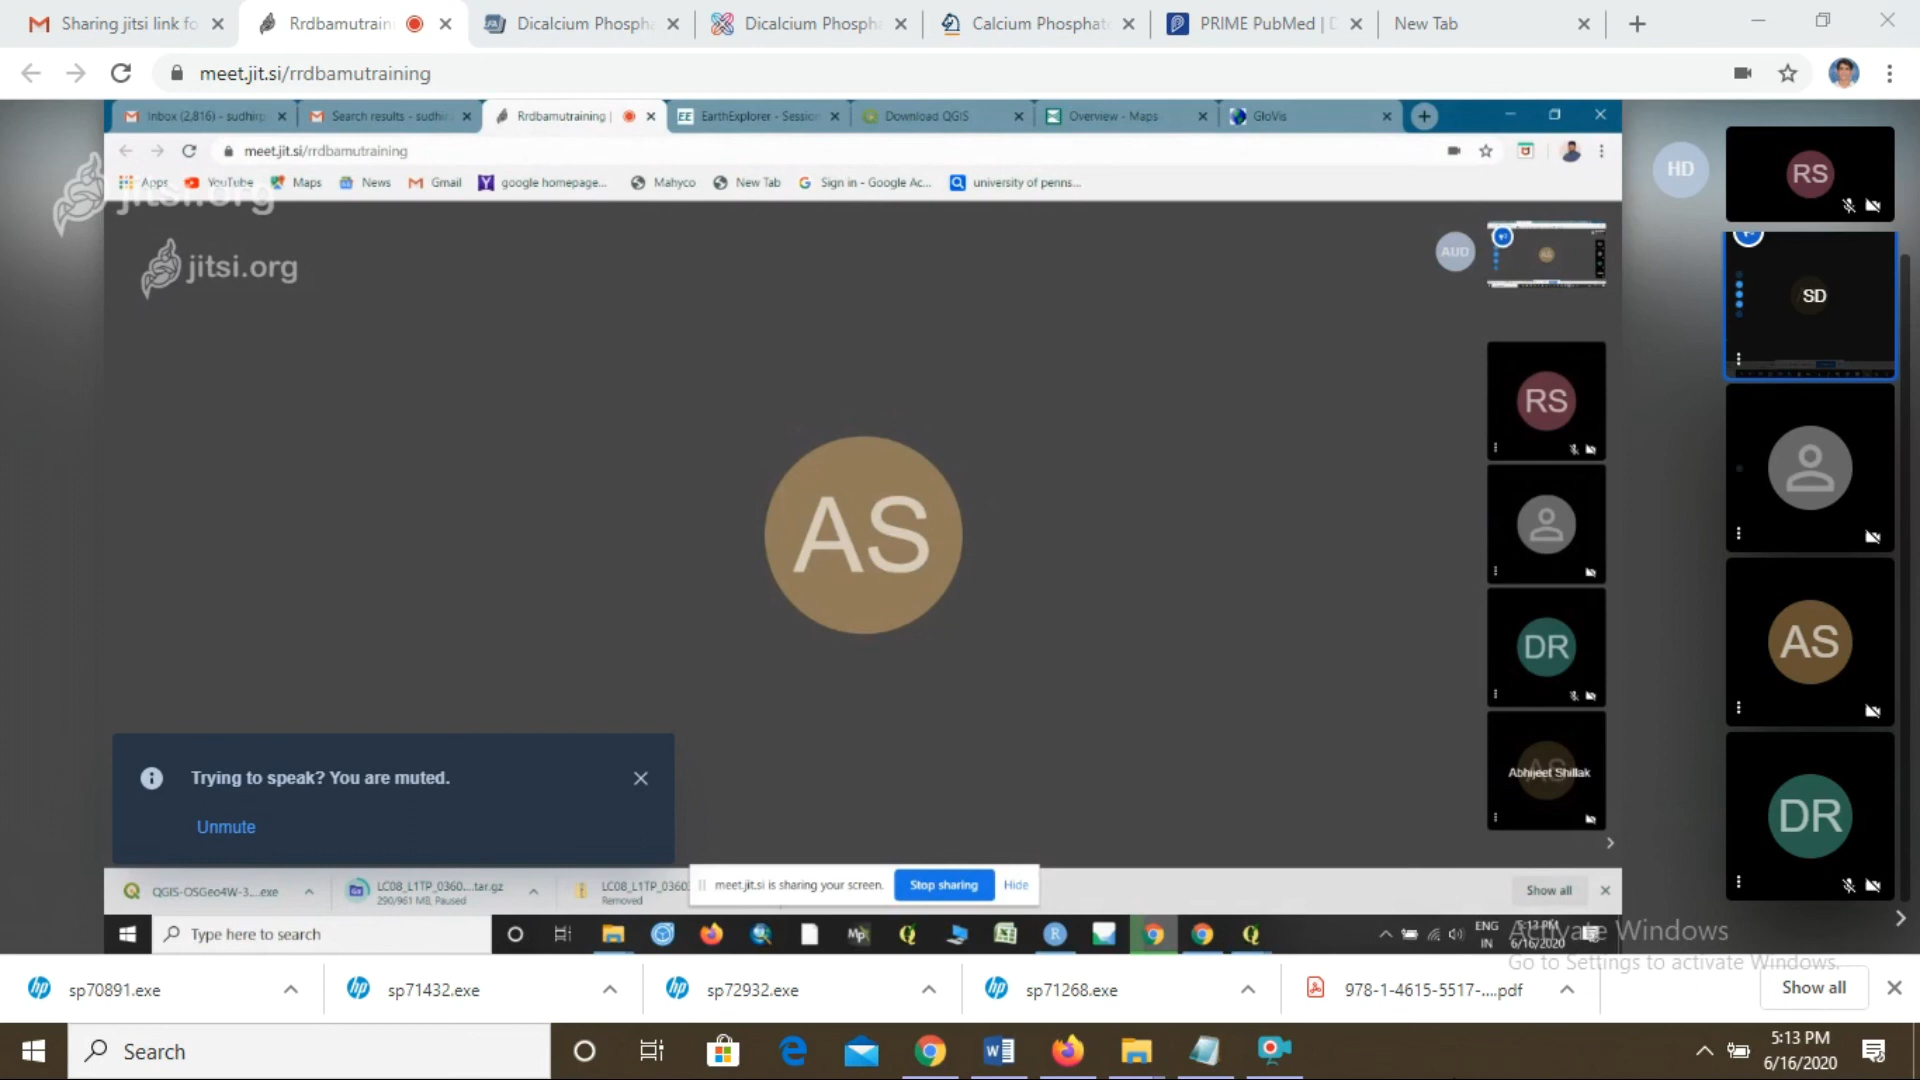 Sharing jitsi link fo
Rrdbamutrain
Dicalcium Phosph
Dicalcium Phosph
Calcium Phosphat
PRIME PubMed | D
New Tab
meet.jit.si/rrdbamutraining
Inbox (2,816) - sudhirp
Search results - sudhi
Rrdbamutraining |
EE EarthExplorer - Session
Download QGIS
Overview - Maps
GloVis
meet.jit.si/rrdbamutraining
Apps
YouTube
Maps
News
Gmail
google homepage...
Mahyco
New Tab
Sign in - Google Ac...
university of penns...
jitsi.org
jitsi.org
HD
RS
AUD
SD
RS
AS
AS
DR
DR
Abhijeet Shillak
Trying to speak? You are muted.
Unmute
QGIS-OSGeo4W-3....exe
LC08_L1TP_0360....tar.gz
290/961 MB, Paused
LC08_L1TP_0360
Removed
meet.jit.si is sharing your screen.
Stop sharing
Hide
Show all
Type here to search
ENG
IN
5:13 PM
6/16/2020
Activate Windows
Go to Settings to activate Windows.
sp70891.exe
sp71432.exe
sp72932.exe
sp71268.exe
978-1-4615-5517-....pdf
Show all
Search
5:13 PM
6/16/2020